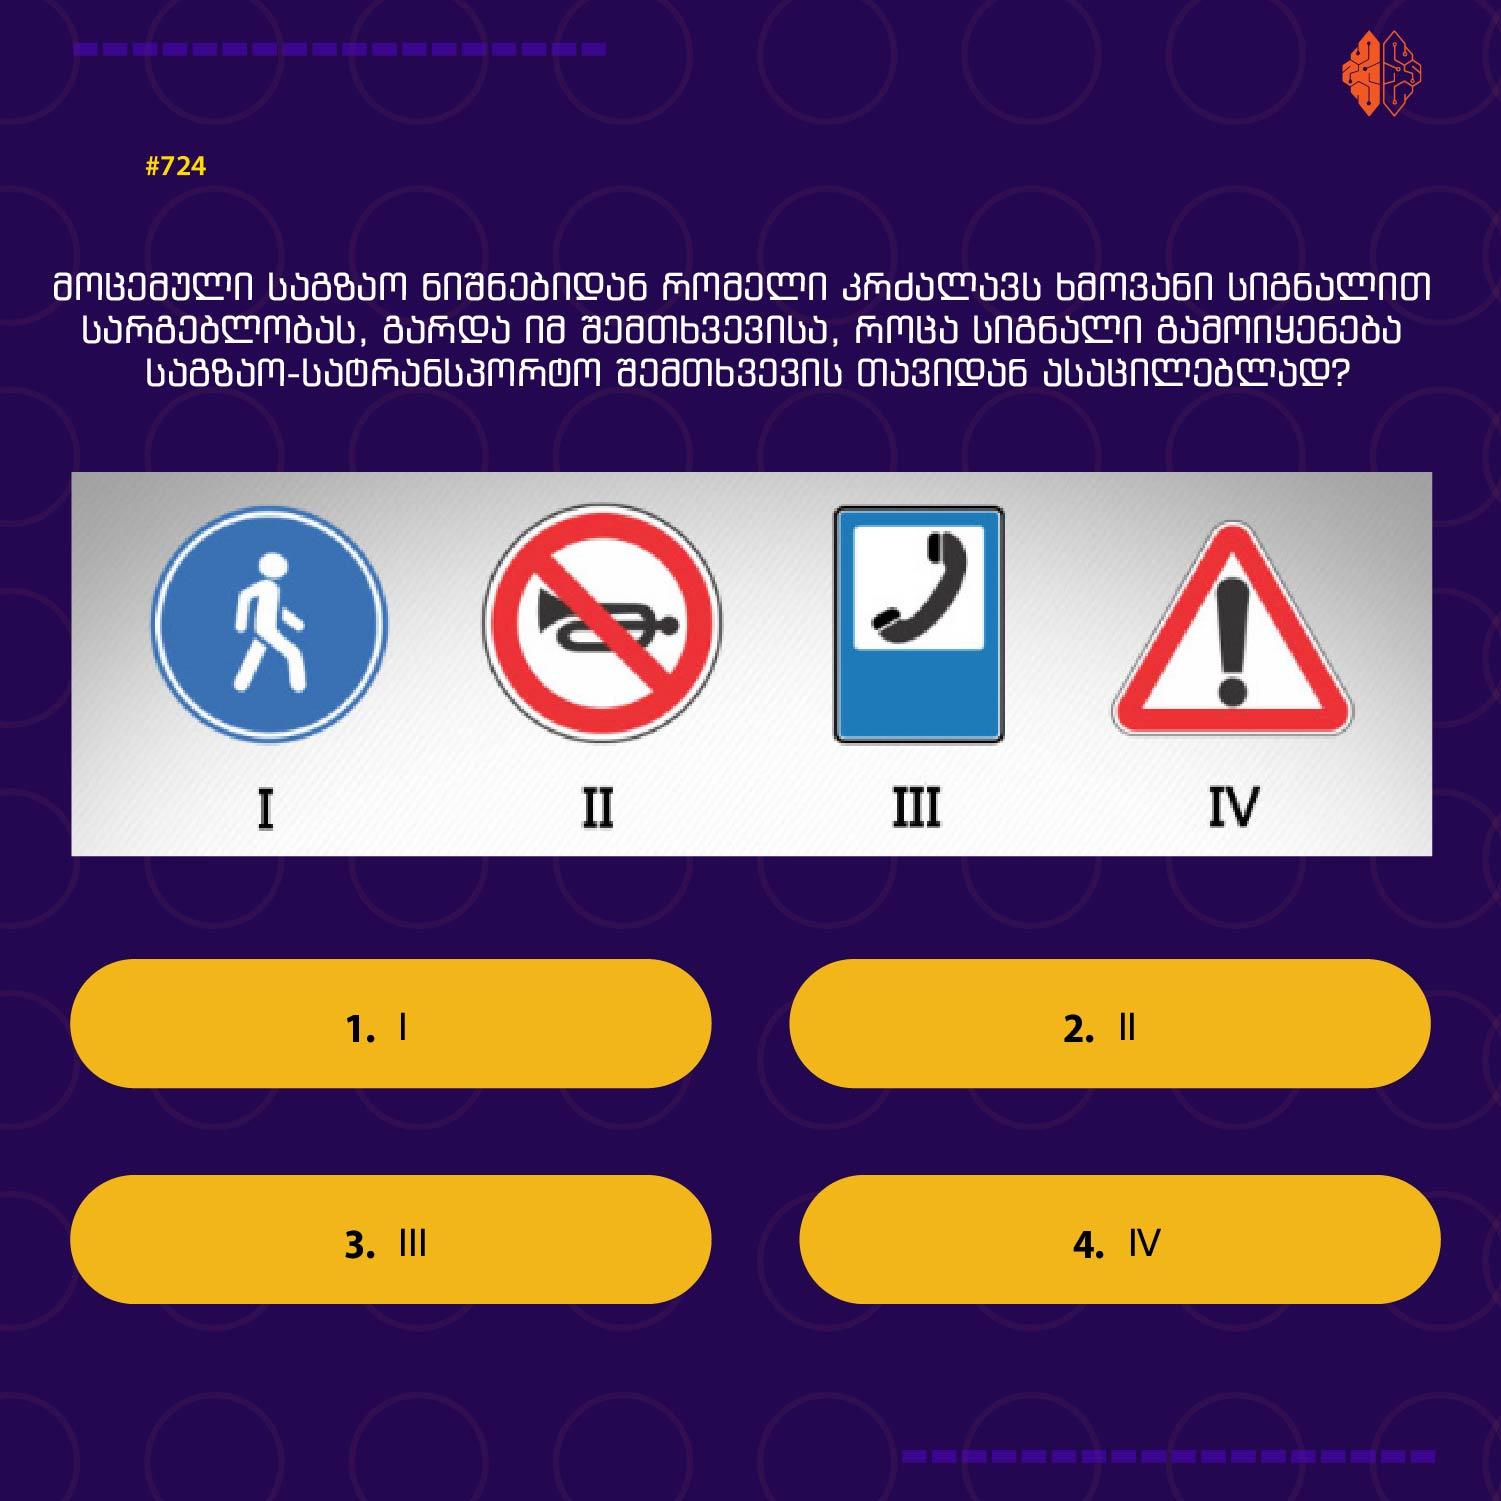 #724
მოცემული საგზაო ნიშნებიდან რომელი კრძალავს ხმოვანი სიგნალით
სარგებლობას, გარდა იმ შემთხვევისა, როცა სიგნალი გამოიყენება
საგზაო-სატრანსპორტო შემთხვევის თავიდან ასაცილებლად?
I II III IV
1. I 2. II
3. III 4. IV